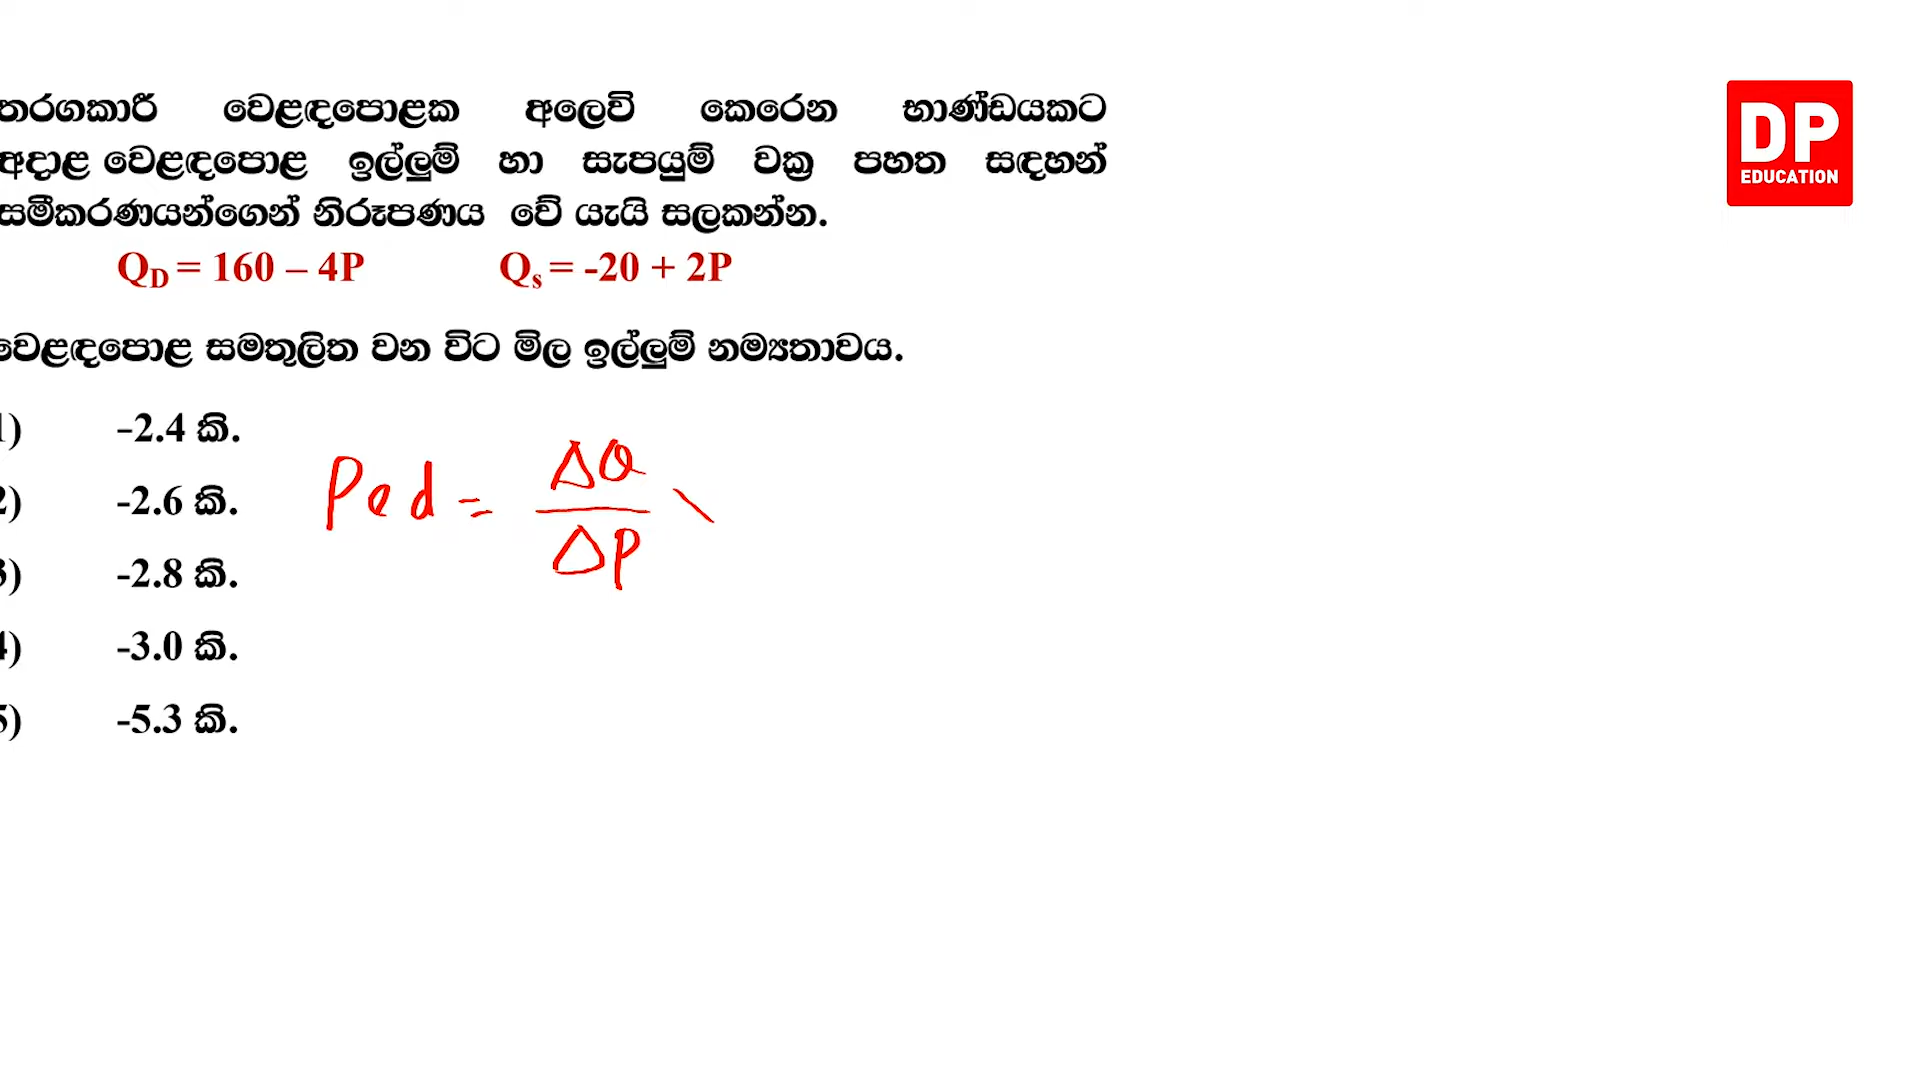 තරගකාරී වෙළඳපොළක අලෙවි කෙරෙන භාණ්ඩයකට
අදාළ වෙළඳපොළ ඉල්ලුම් හා සැපයුම් වක්‍ර පහත සඳහන්
සමීකරණයන්ගෙන් නිරූපණය වේ යැයි සලකන්න.
Q_D = 160 – 4P Q_s = -20 + 2P
වෙළඳපොළ සමතුලිත වන විට මිල ඉල්ලුම් නම්‍යතාවය.
1) -2.4 කි.
2) -2.6 කි.
3) -2.8 කි.
4) -3.0 කි.
5) -5.3 කි.
Ped = ΔQ
ΔP
DP
EDUCATION